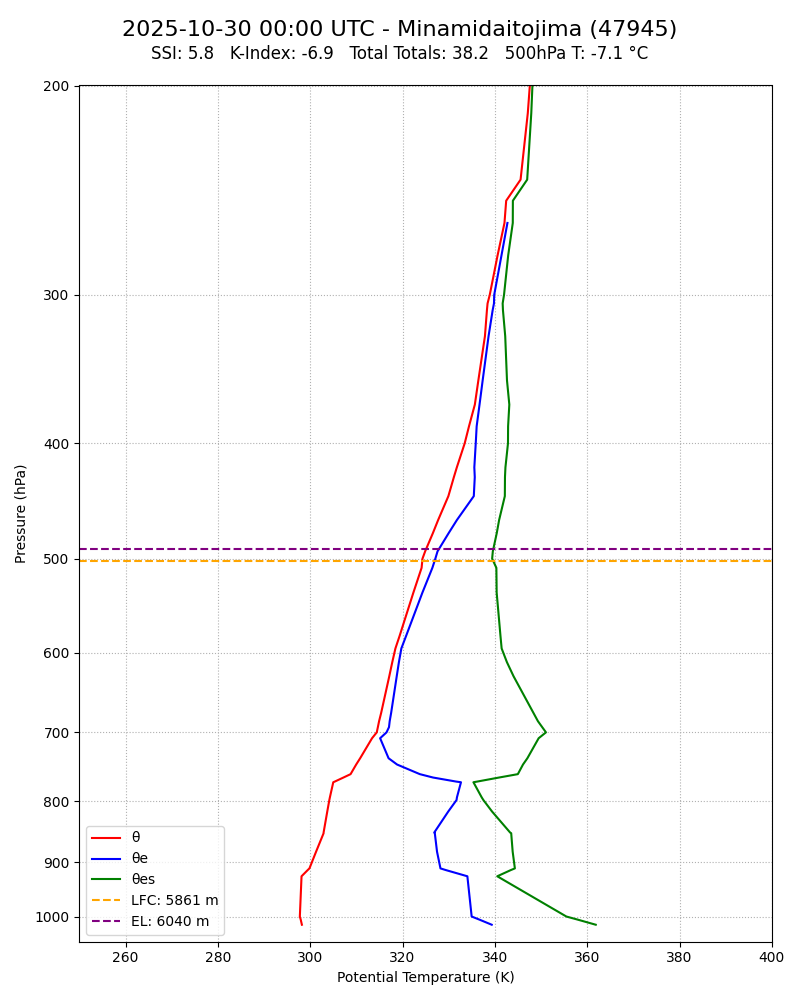 2025-10-30 00:00 UTC - Minamidaitojima (47945)
SSI: 5.8   K-Index: -6.9   Total Totals: 38.2   500hPa T: -7.1 °C
200
300
400
500
600
700
800
900
1000
Pressure (hPa)
θ
θe
θes
LFC: 5861 m
EL: 6040 m
260 280 300 320 340 360 380 400
Potential Temperature (K)